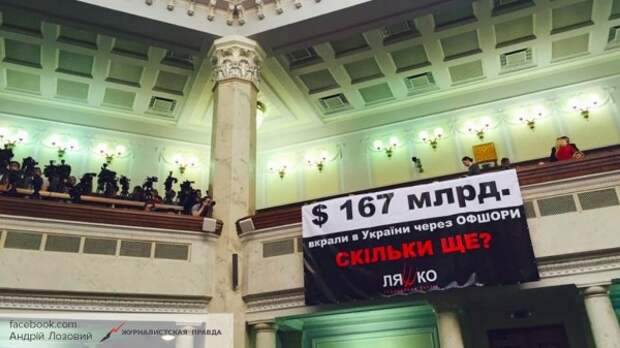 $ 167 млрд.
вкрали в України через ОФШОРИ
СКІЛЬКИ ЩЕ?
ЛЯШКО
facebook.com
Андрій Лозовий
ЖУРНАЛИСТСКАЯ ПРАВДА